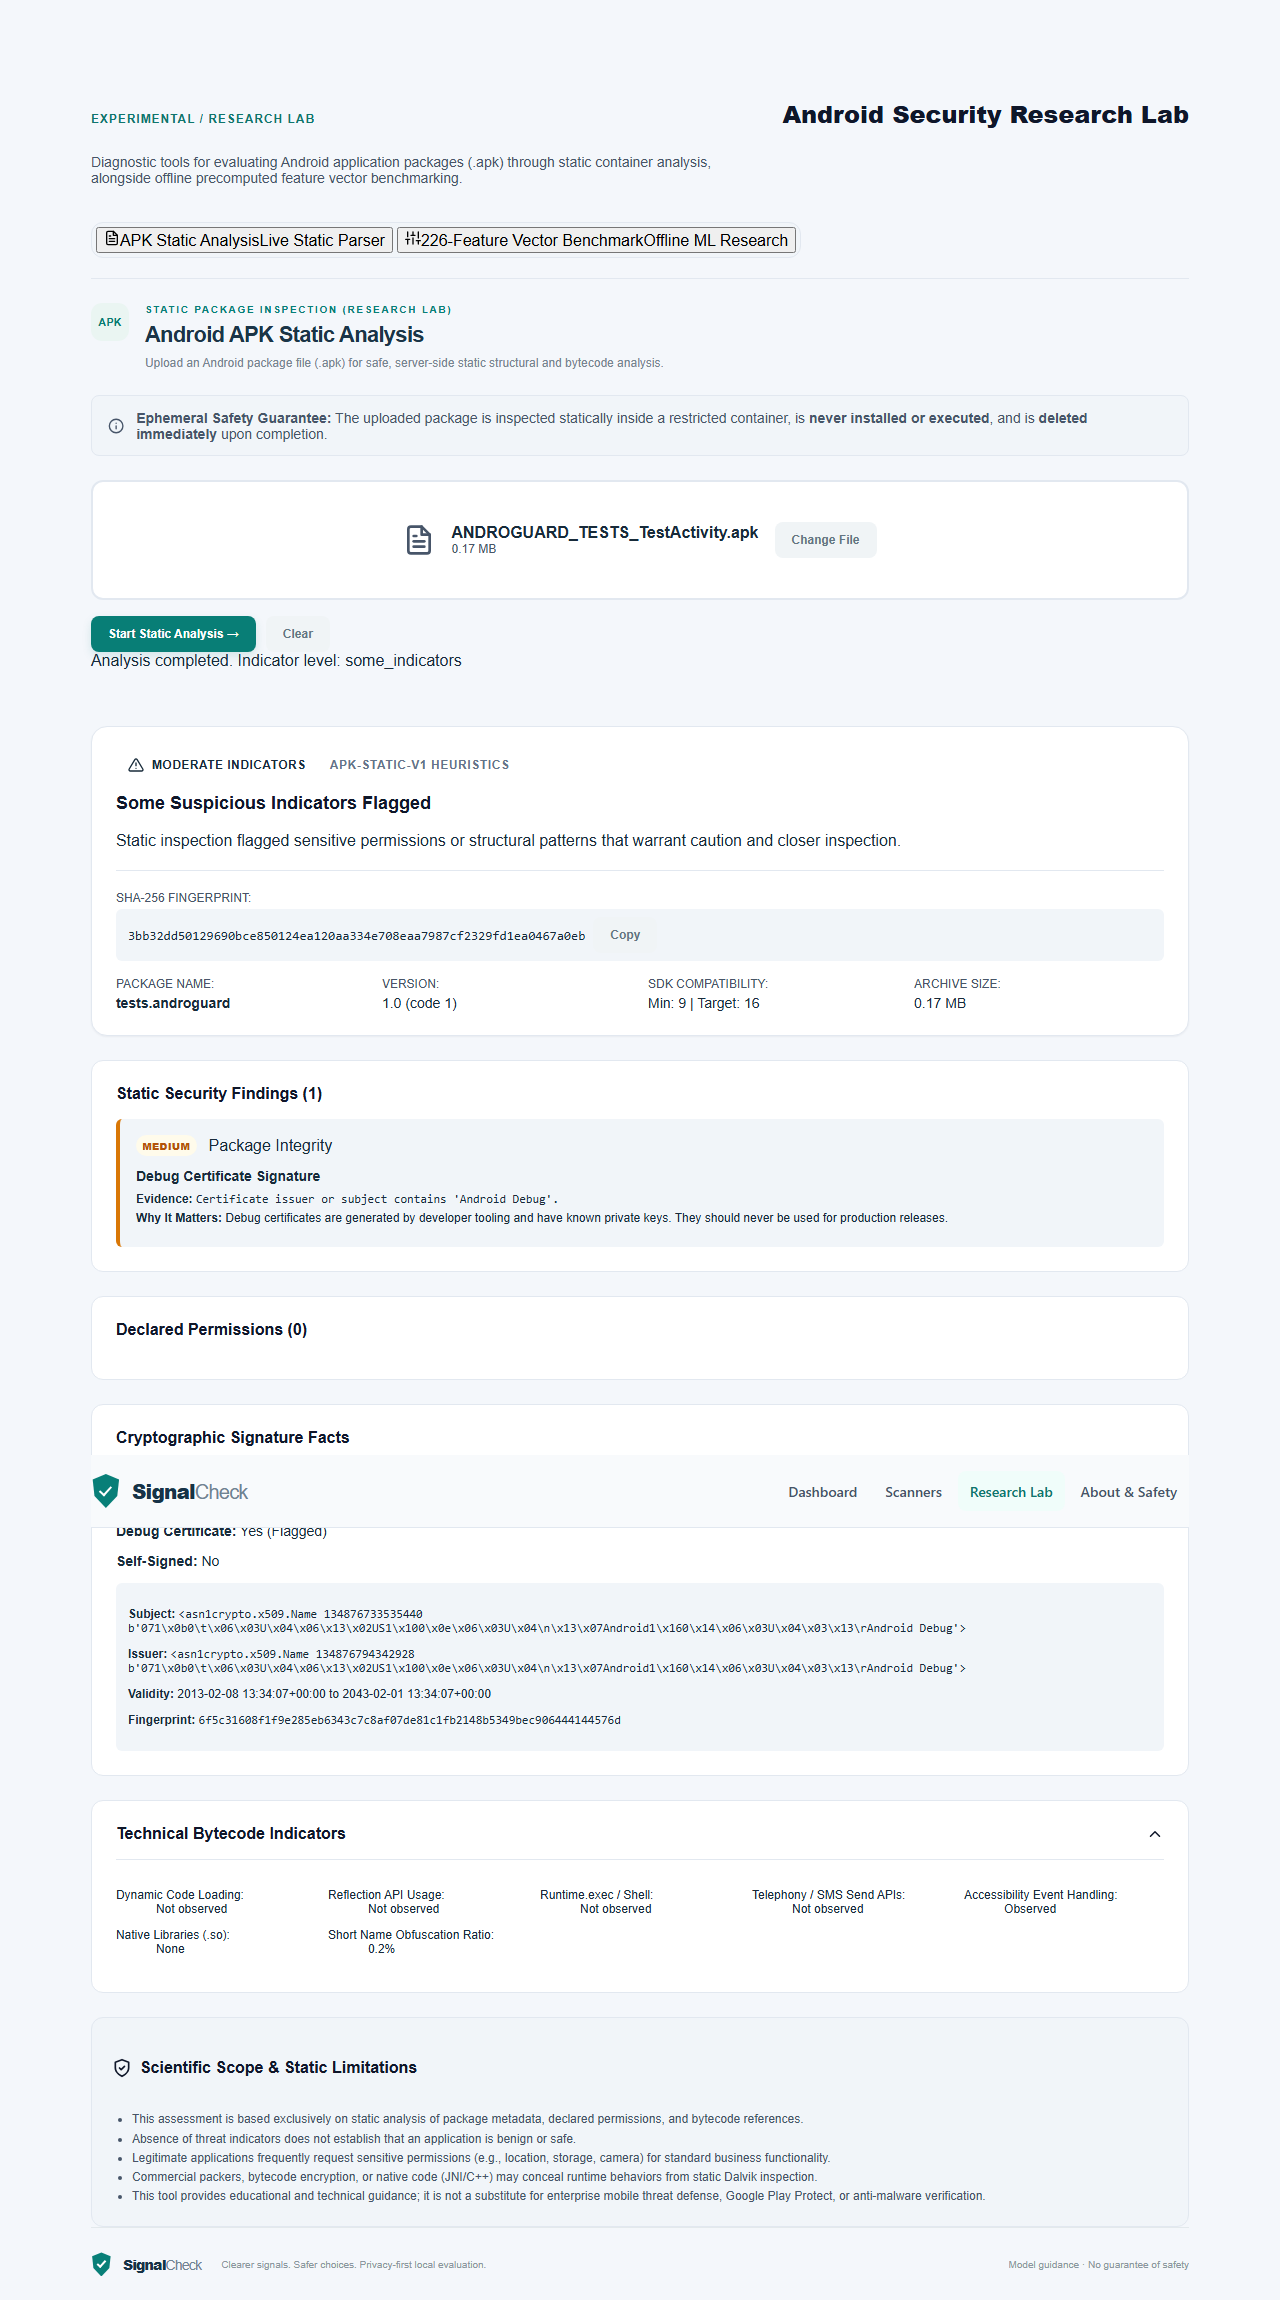 EXPERIMENTAL / RESEARCH LAB
Android Security Research Lab
Diagnostic tools for evaluating Android application packages (.apk) through static container analysis,
alongside offline precomputed feature vector benchmarking.
APK Static AnalysisLive Static Parser
226-Feature Vector BenchmarkOffline ML Research
APK
STATIC PACKAGE INSPECTION (RESEARCH LAB)
Android APK Static Analysis
Upload an Android package file (.apk) for safe, server-side static structural and bytecode analysis.
Ephemeral Safety Guarantee: The uploaded package is inspected statically inside a restricted container, is never installed or executed, and is deleted
immediately upon completion.
ANDROGUARD_TESTS_TestActivity.apk
0.17 MB
Change File
Start Static Analysis →
Clear
Analysis completed. Indicator level: some_indicators
MODERATE INDICATORS
APK-STATIC-V1 HEURISTICS
Some Suspicious Indicators Flagged
Static inspection flagged sensitive permissions or structural patterns that warrant caution and closer inspection.
SHA-256 FINGERPRINT:
3bb32dd50129690bce850124ea120aa334e708eaa7987cf2329fd1ea0467a0eb
Copy
PACKAGE NAME:
tests.androguard
VERSION:
1.0 (code 1)
SDK COMPATIBILITY:
Min: 9 | Target: 16
ARCHIVE SIZE:
0.17 MB
Static Security Findings (1)
MEDIUM
Package Integrity
Debug Certificate Signature
Evidence: Certificate issuer or subject contains 'Android Debug'.
Why It Matters: Debug certificates are generated by developer tooling and have known private keys. They should never be used for production releases.
Declared Permissions (0)
Cryptographic Signature Facts
SignalCheck
Dashboard
Scanners
Research Lab
About & Safety
Debug Certificate: Yes (Flagged)
Self-Signed: No
Subject: <asn1crypto.x509.Name 134876733535440
b'071\x0b0\t\x06\x03U\x04\x06\x13\x02US1\x100\x0e\x06\x03U\x04\n\x13\x07Android1\x160\x14\x06\x03U\x04\x03\x13\rAndroid Debug'>
Issuer: <asn1crypto.x509.Name 134876794342928
b'071\x0b0\t\x06\x03U\x04\x06\x13\x02US1\x100\x0e\x06\x03U\x04\n\x13\x07Android1\x160\x14\x06\x03U\x04\x03\x13\rAndroid Debug'>
Validity: 2013-02-08 13:34:07+00:00 to 2043-02-01 13:34:07+00:00
Fingerprint: 6f5c31608f1f9e285eb6343c7c8af07de81c1fb2148b5349bec906444144576d
Technical Bytecode Indicators
Dynamic Code Loading:
Not observed
Reflection API Usage:
Not observed
Runtime.exec / Shell:
Not observed
Telephony / SMS Send APIs:
Not observed
Accessibility Event Handling:
Observed
Native Libraries (.so):
None
Short Name Obfuscation Ratio:
0.2%
Scientific Scope & Static Limitations
• This assessment is based exclusively on static analysis of package metadata, declared permissions, and bytecode references.
• Absence of threat indicators does not establish that an application is benign or safe.
• Legitimate applications frequently request sensitive permissions (e.g., location, storage, camera) for standard business functionality.
• Commercial packers, bytecode encryption, or native code (JNI/C++) may conceal runtime behaviors from static Dalvik inspection.
• This tool provides educational and technical guidance; it is not a substitute for enterprise mobile threat defense, Google Play Protect, or anti-malware verification.
SignalCheck
Clearer signals. Safer choices. Privacy-first local evaluation.
Model guidance · No guarantee of safety